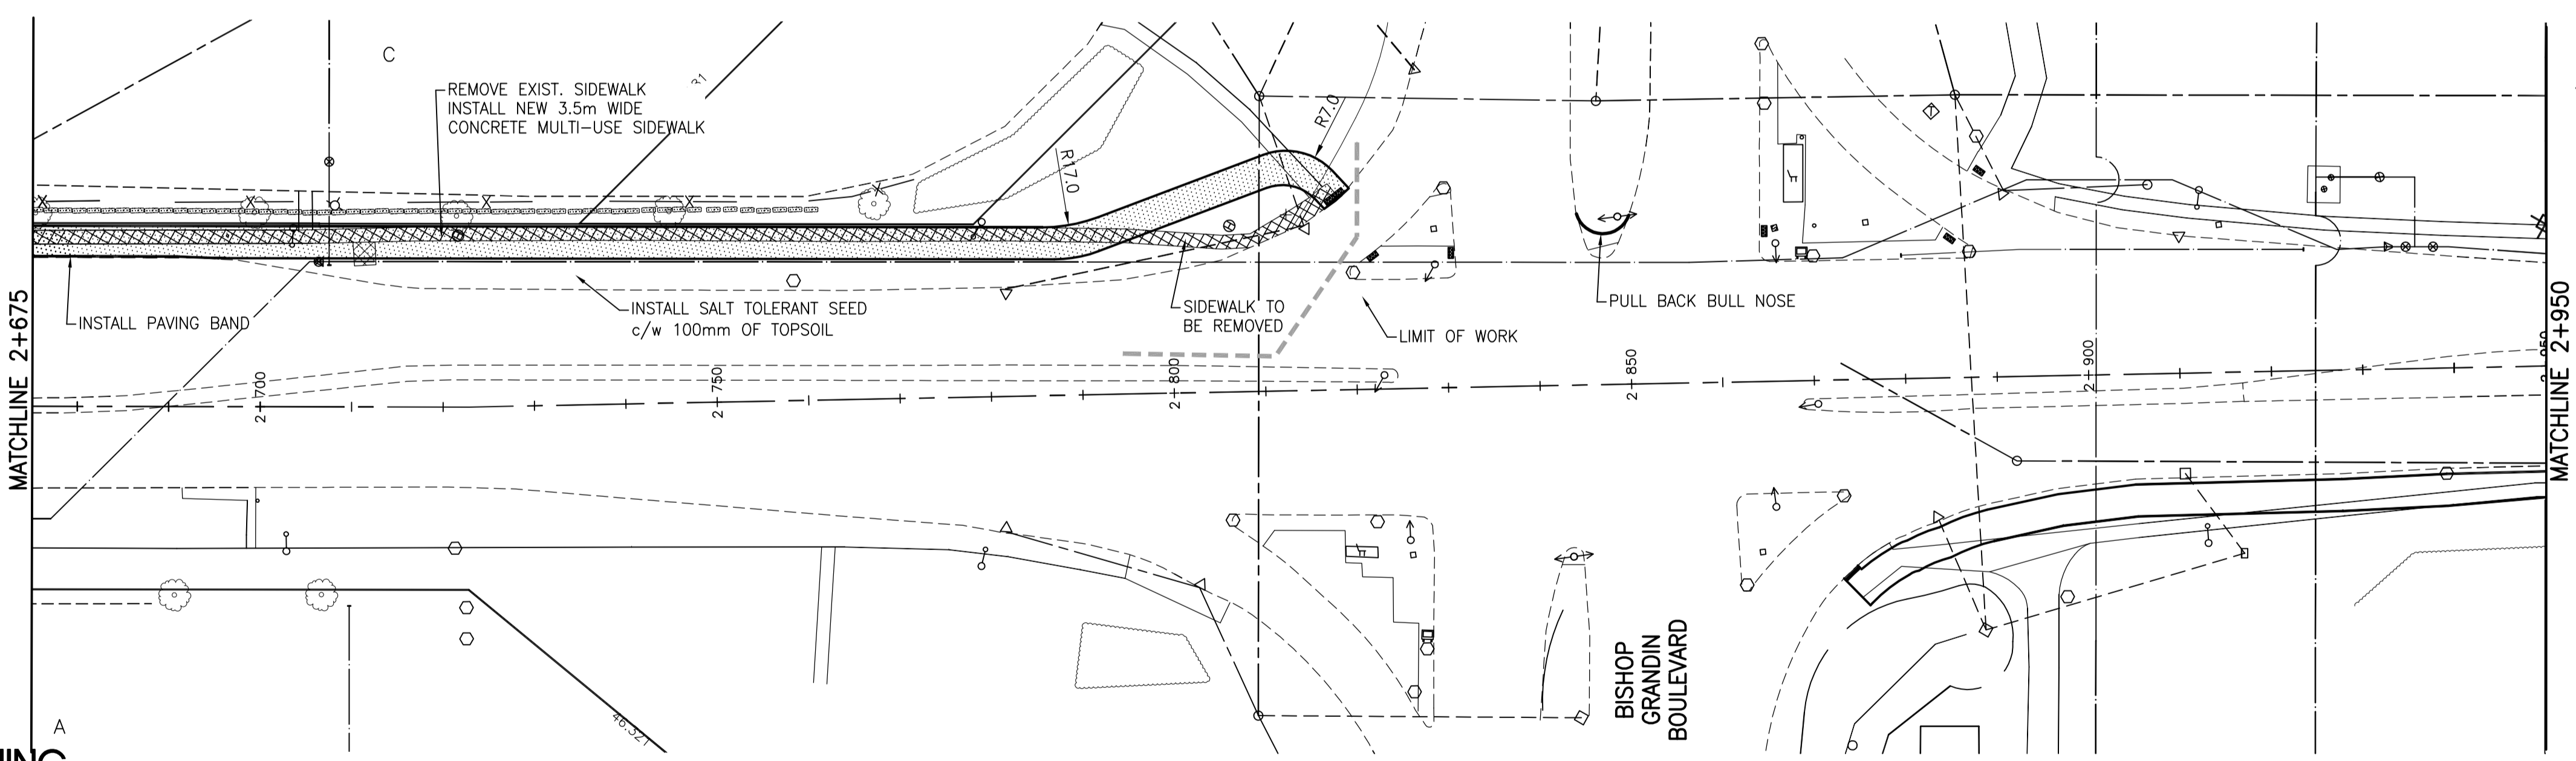 C
REMOVE EXIST. SIDEWALK
INSTALL NEW 3.5m WIDE
CONCRETE MULTI-USE SIDEWALK
R17.0
R7.0
MATCHLINE 2+675
INSTALL PAVING BAND
INSTALL SALT TOLERANT SEED
c/w 100mm OF TOPSOIL
SIDEWALK TO
BE REMOVED
LIMIT OF WORK
PULL BACK BULL NOSE
MATCHLINE 2+950
2+700
2+750
2+800
2+850
2+900
BISHOP
GRANDIN
BOULEVARD
A